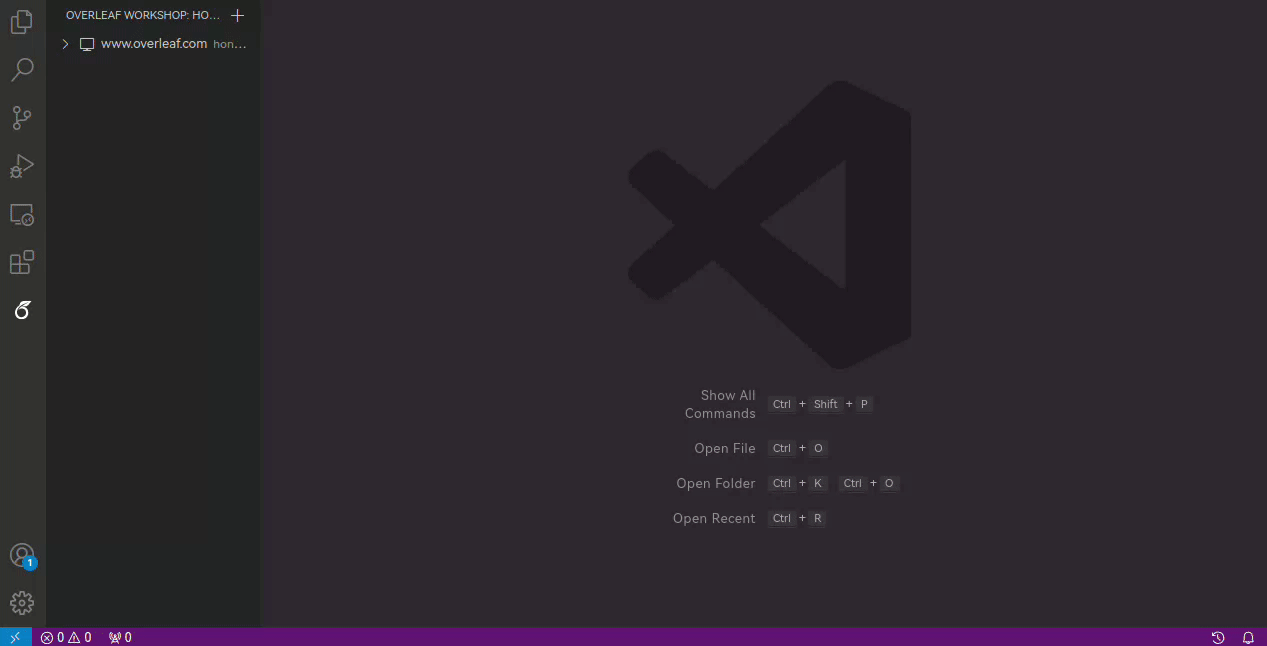 OVERLEAF WORKSHOP: HO...
www.overleaf.com hon...
Show All
Commands Ctrl + Shift + P
Open File Ctrl + O
Open Folder Ctrl + K Ctrl + O
Open Recent Ctrl + R
1
0 0 0